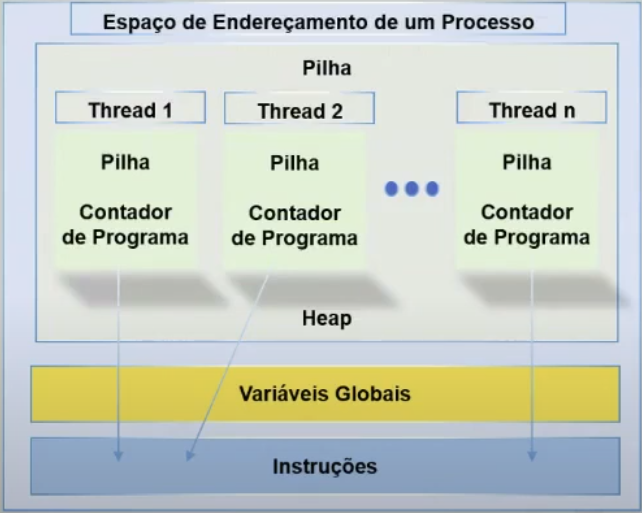 Espaço de Endereçamento de um Processo
Pilha
Thread 1
Thread 2
Thread n
Pilha
Pilha
Pilha
Contador
de Programa
Contador
de Programa
Contador
de Programa
Heap
Variáveis Globais
Instruções